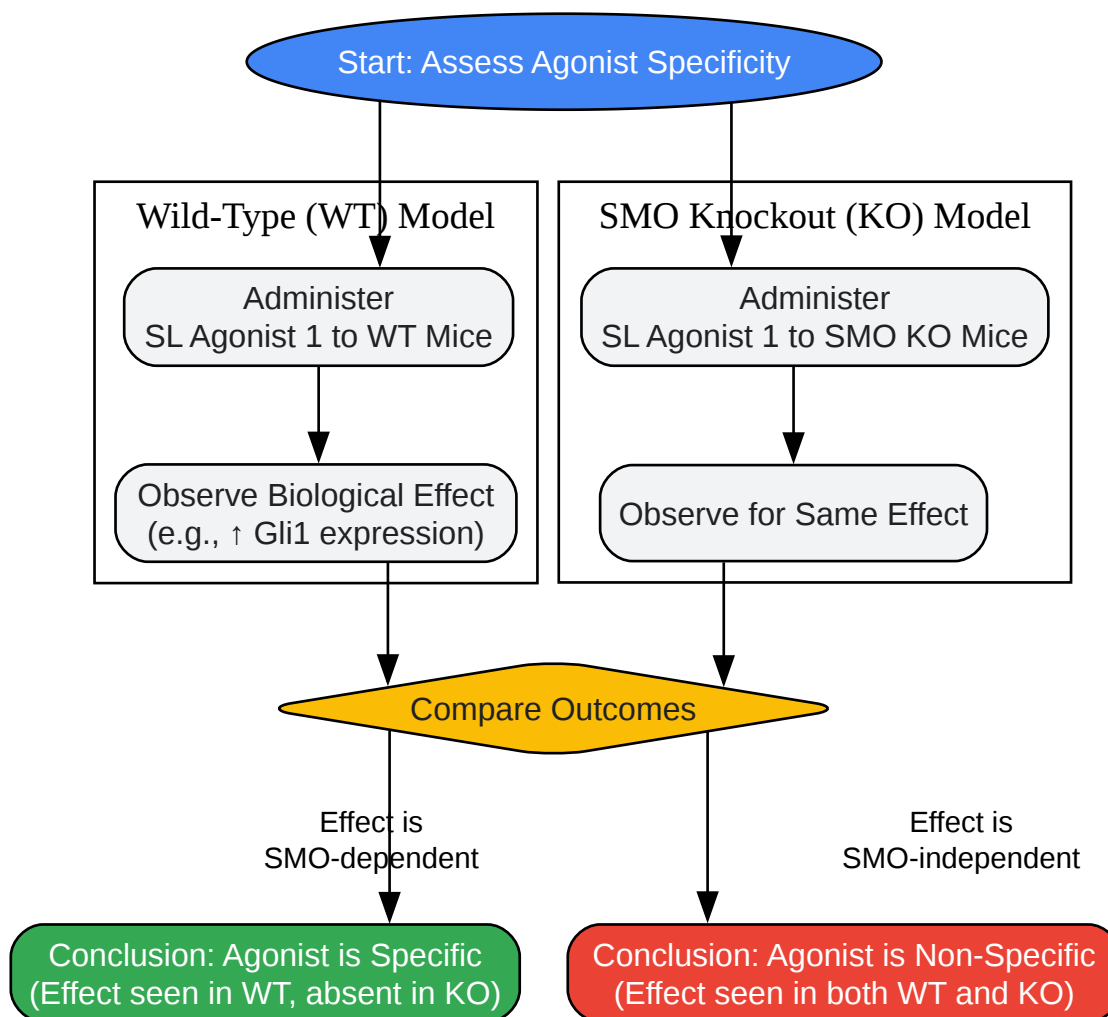 Start: Assess Agonist Specificity
Wild-Type (WT) Model
Administer
SL Agonist 1 to WT Mice
Observe Biological Effect
(e.g., ↑ Gli1 expression)
SMO Knockout (KO) Model
Administer
SL Agonist 1 to SMO KO Mice
Observe for Same Effect
Compare Outcomes
Effect is
SMO-dependent
Effect is
SMO-independent
Conclusion: Agonist is Specific
(Effect seen in WT, absent in KO)
Conclusion: Agonist is Non-Specific
(Effect seen in both WT and KO)